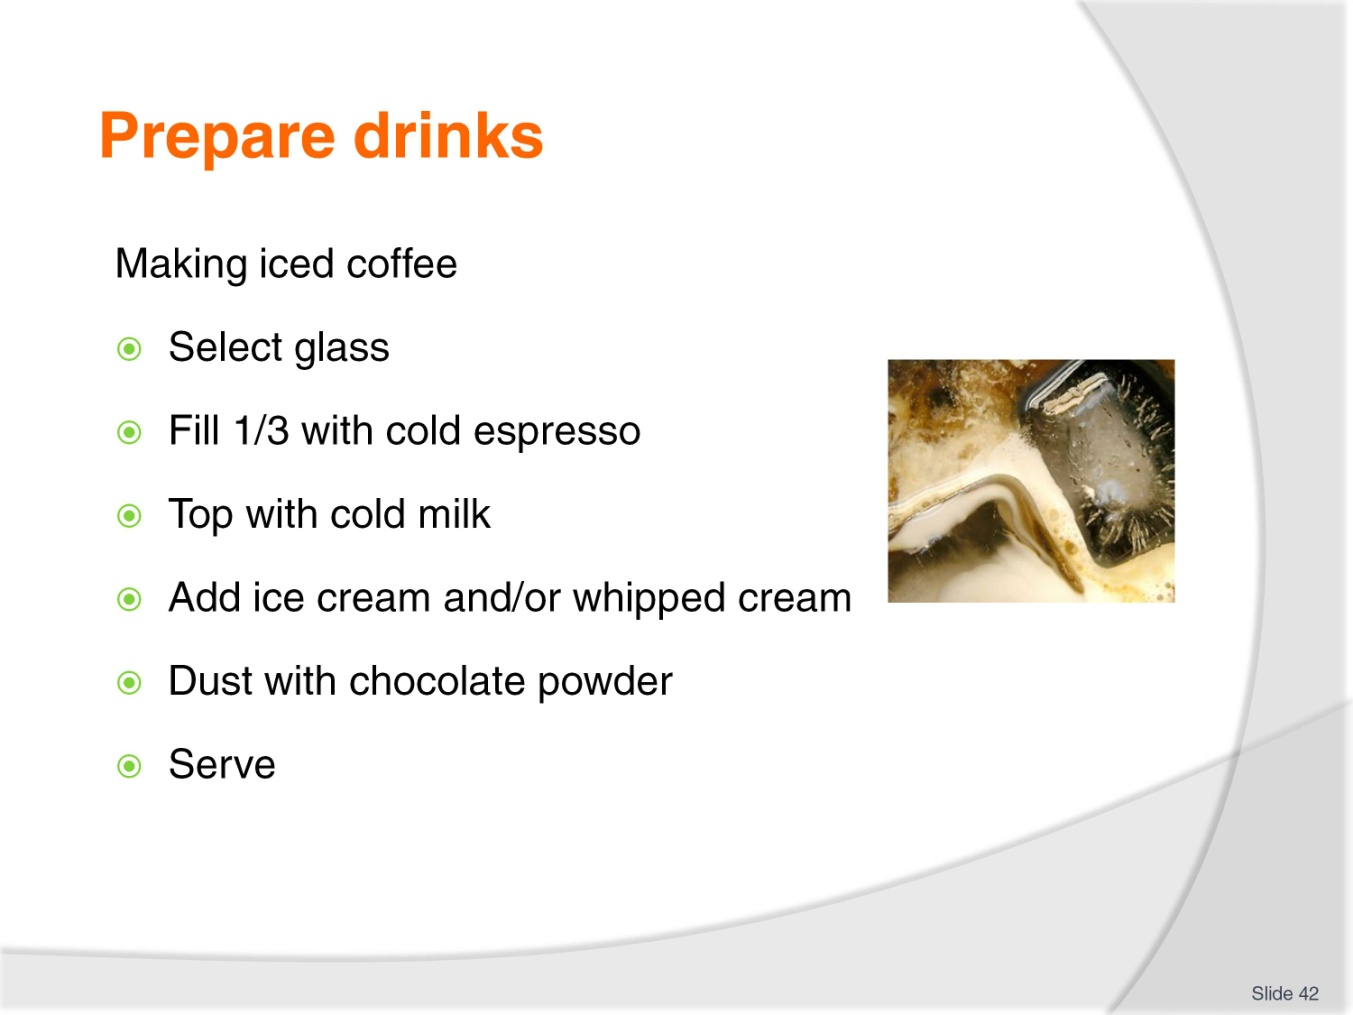 Prepare drinks
Making iced coffee
Select glass
Fill 1/3 with cold espresso
Top with cold milk
Add ice cream and/or whipped cream
Dust with chocolate powder
Serve
Slide 42